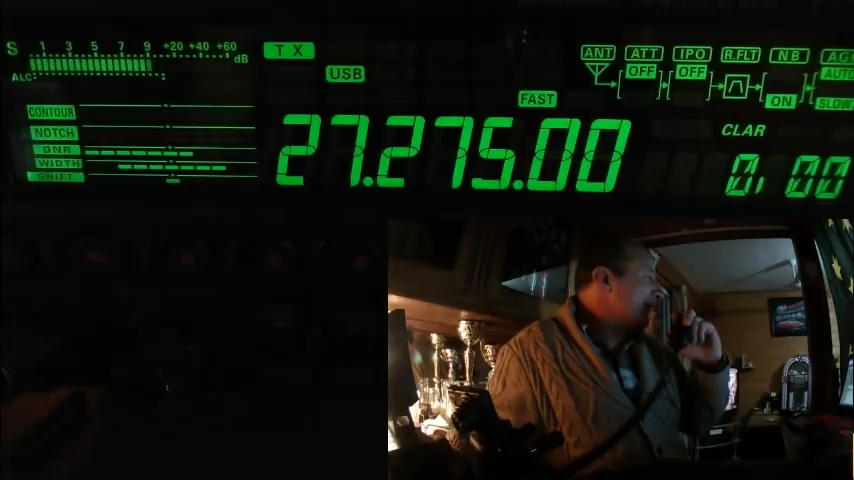 S 1 3 5 7 9 +20 +40 +60 dB
ALC
TX
USB
FAST
ANT ATT IPO R.FLT NB AGC
OFF OFF AUTO
ON SLOW
CONTOUR
NOTCH
DNR
WIDTH
SHIFT
27.275.00
CLAR
0.00